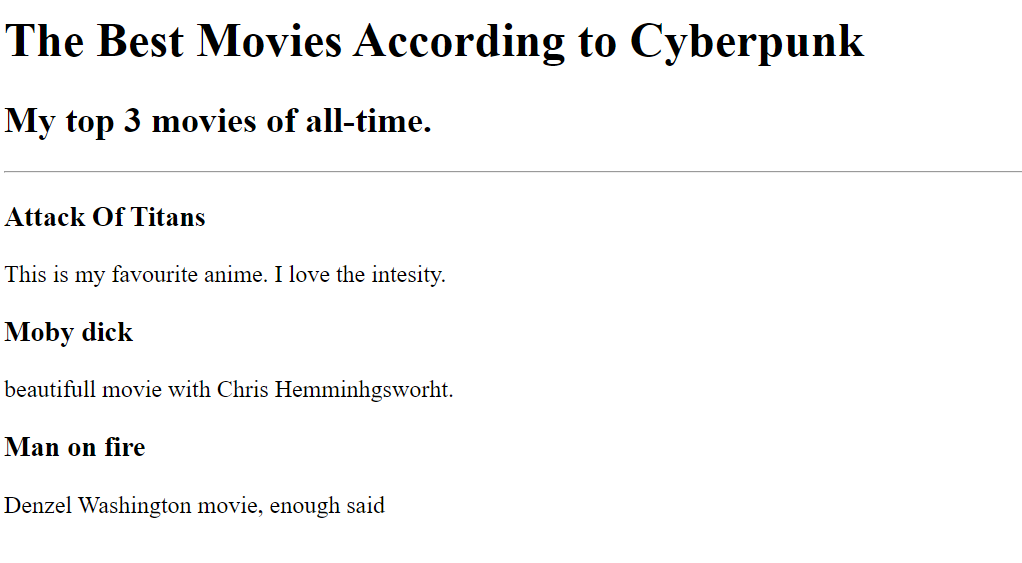 The Best Movies According to Cyberpunk
My top 3 movies of all-time.
Attack Of Titans
This is my favourite anime. I love the intesity.
Moby dick
beautifull movie with Chris Hemminhgsworht.
Man on fire
Denzel Washington movie, enough said